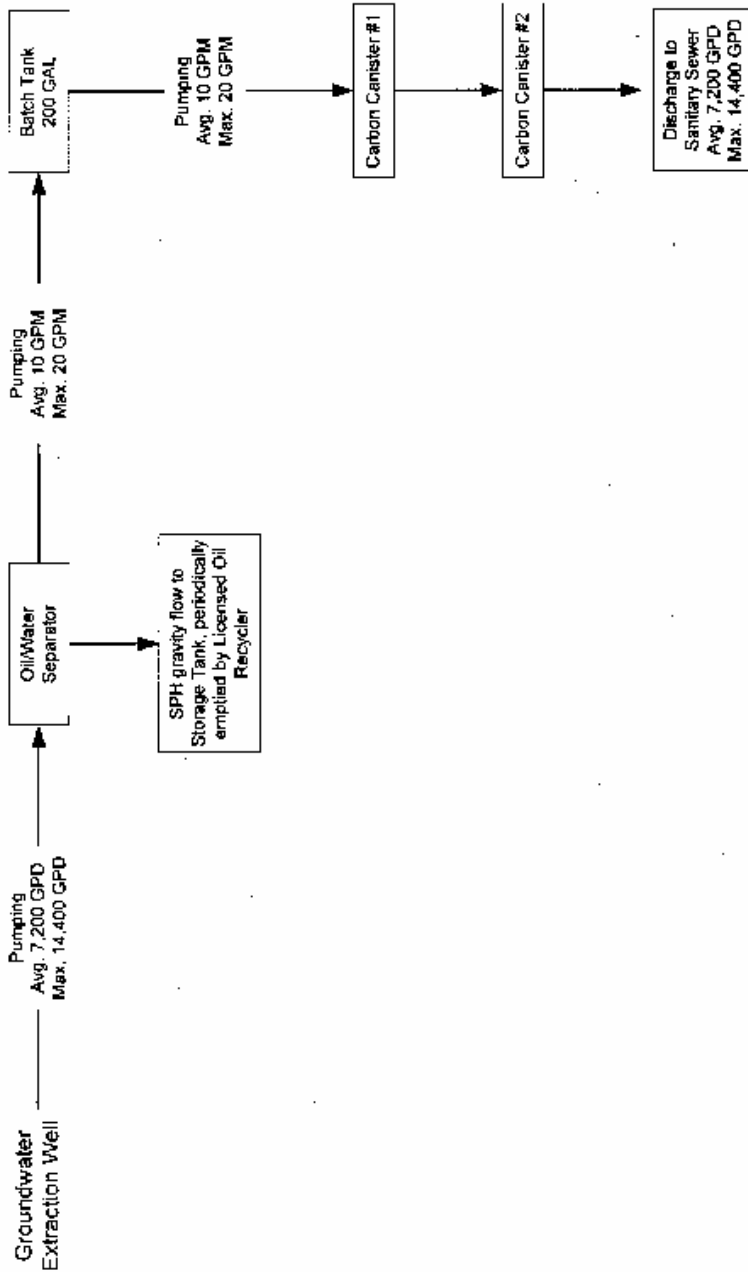 Groundwater
Extraction Well
Pumping
Avg. 7,200 GPD
Max. 14,400 GPD
Oil/Water
Separator
SPH gravity flow to
Storage Tank, periodically
emptied by Licensed Oil
Recycler
Pumping
Avg. 10 GPM
Max. 20 GPM
Batch Tank
200 GAL
Pumping
Avg. 10 GPM
Max. 20 GPM
Carbon Canister #1
Carbon Canister #2
Discharge to
Sanitary Sewer
Avg. 7,200 GPD
Max. 14,400 GPD